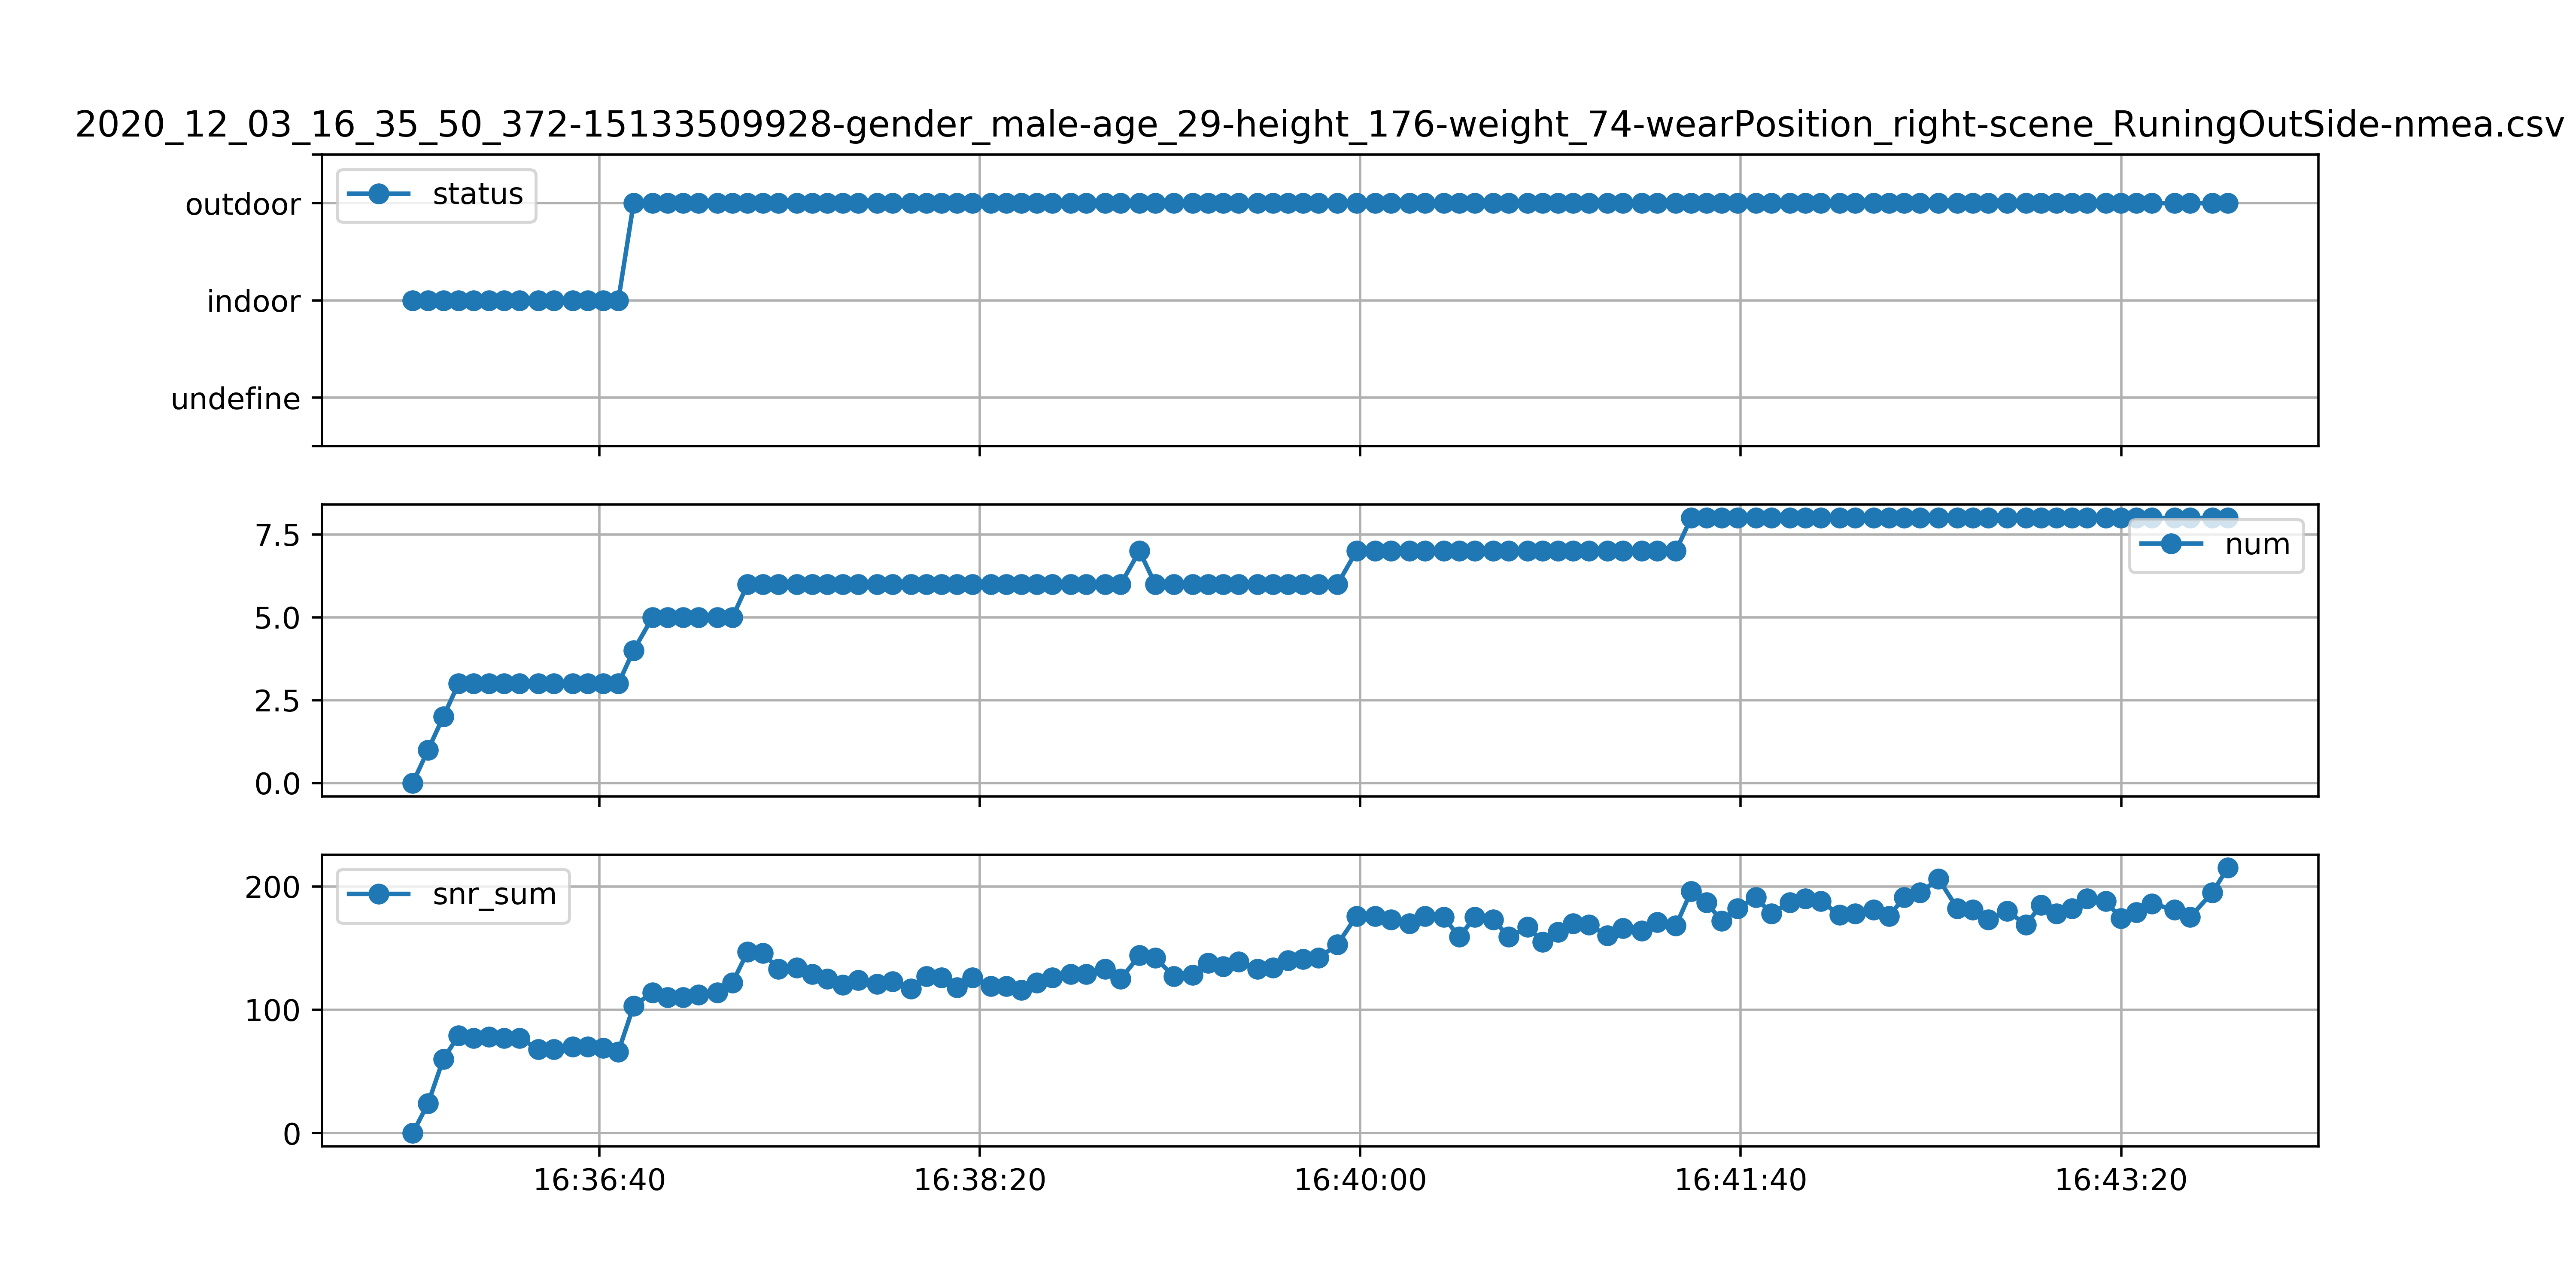 2020_12_03_16_35_50_372-15133509928-gender_male-age_29-height_176-weight_74-wearPosition_right-scene_RuningOutSide-nmea.csv
status
outdoor
indoor
undefine
num
7.5
5.0
2.5
0.0
snr_sum
200
100
0
16:36:40 16:38:20 16:40:00 16:41:40 16:43:20